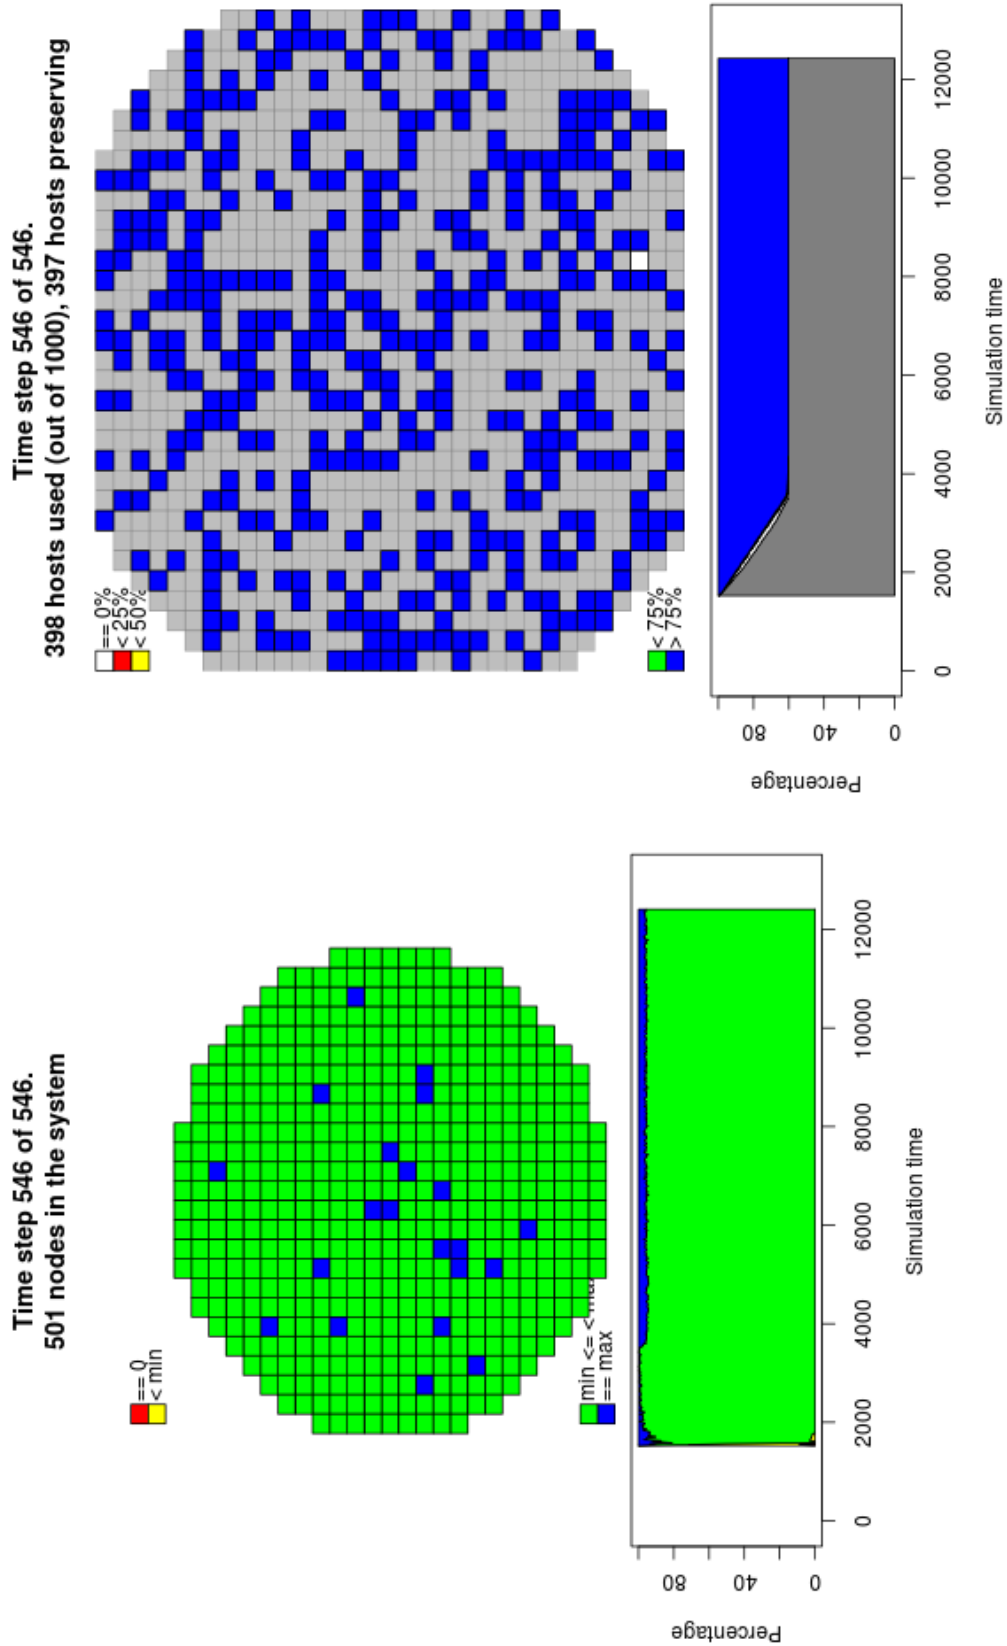 Time step 546 of 546.
501 nodes in the system
== 0
< min
min <= <
== max
Percentage
0
40
80
0
2000
4000
6000
8000
10000
12000
Simulation time
Time step 546 of 546.
398 hosts used (out of 1000), 397 hosts preserving
== 0%
< 25%
< 50%
< 75%
> 75%
Percentage
0
40
80
0
2000
4000
6000
8000
10000
12000
Simulation time